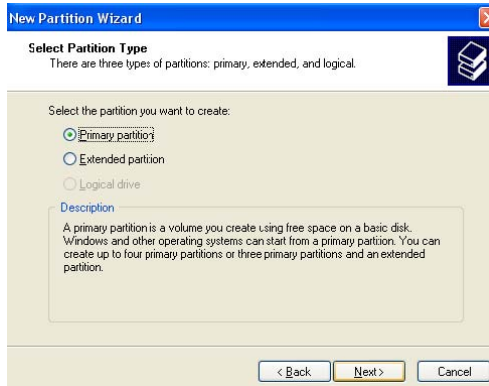 New Partition Wizard
Select Partition Type
There are three types of partitions: primary, extended, and logical.
Select the partition you want to create:
Primary partition
Extended partition
Logical drive
Description
A primary partition is a volume you create using free space on a basic disk.
Windows and other operating systems can start from a primary partition. You can
create up to four primary partitions or three primary partitions and an extended
partition.
< Back
Next >
Cancel